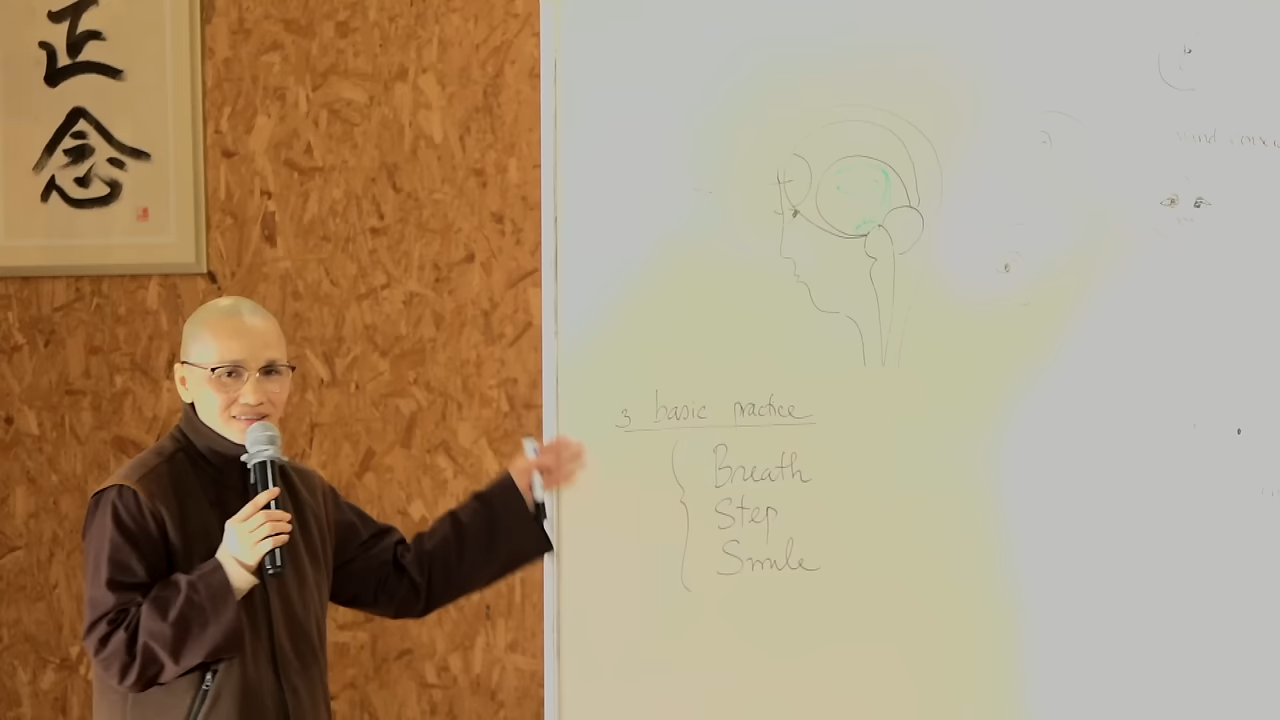 正
念
3 basic practice
Breath
Step
Smile